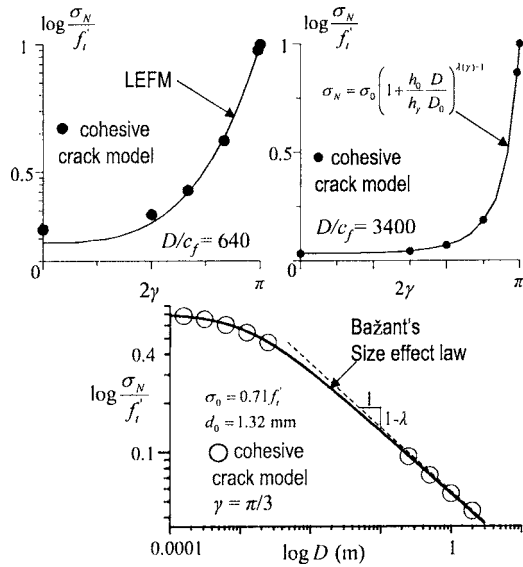 log σ_N / f_t'
1
LEFM
0.5
● cohesive
crack model
D/c_f = 640
0
2γ
π
log σ_N / f_t'
1
σ_N = σ_0 (1 + h_0/h_γ D/D_0)^{λ(γ)-1}
0.5
● cohesive
crack model
D/c_f = 3400
0
2γ
π
Bažant's
Size effect law
0.4
log σ_N / f_t'
σ_0 = 0.71 f_t'
d_0 = 1.32 mm
1
1-λ
○ cohesive
crack model
0.1
γ = π/3
0.0001
log D (m)
1